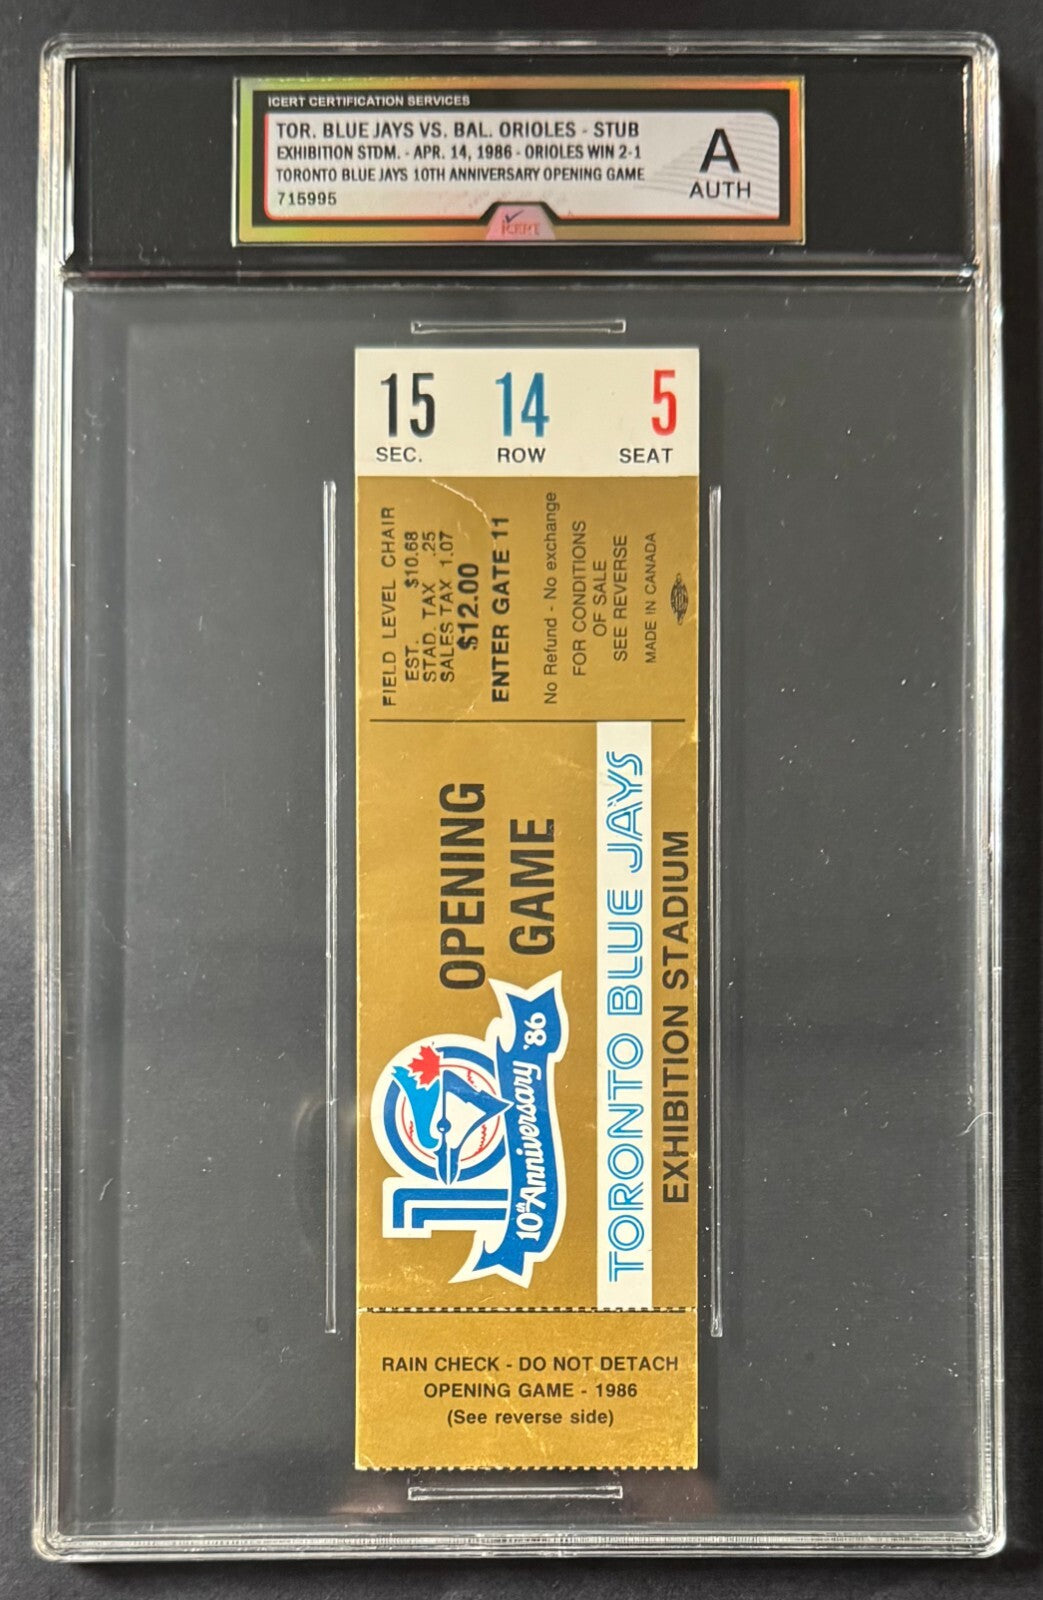 iCERT CERTIFICATION SERVICES
TOR. BLUE JAYS VS. BAL. ORIOLES - STUB
EXHIBITION STDM. - APR. 14, 1986 - ORIOLES WIN 2-1
TORONTO BLUE JAYS 10TH ANNIVERSARY OPENING GAME
715995
A
AUTH
iCERT
15 14 5
SEC. ROW SEAT
FIELD LEVEL CHAIR
EST. $10.68
STAD. TAX .25
SALES TAX 1.07
$12.00
ENTER GATE 11
No Refund - No exchange
FOR CONDITIONS
OF SALE
SEE REVERSE
MADE IN CANADA
OPENING
GAME
10
10th Anniversary '86
TORONTO BLUE JAYS
EXHIBITION STADIUM
RAIN CHECK - DO NOT DETACH
OPENING GAME - 1986
(See reverse side)